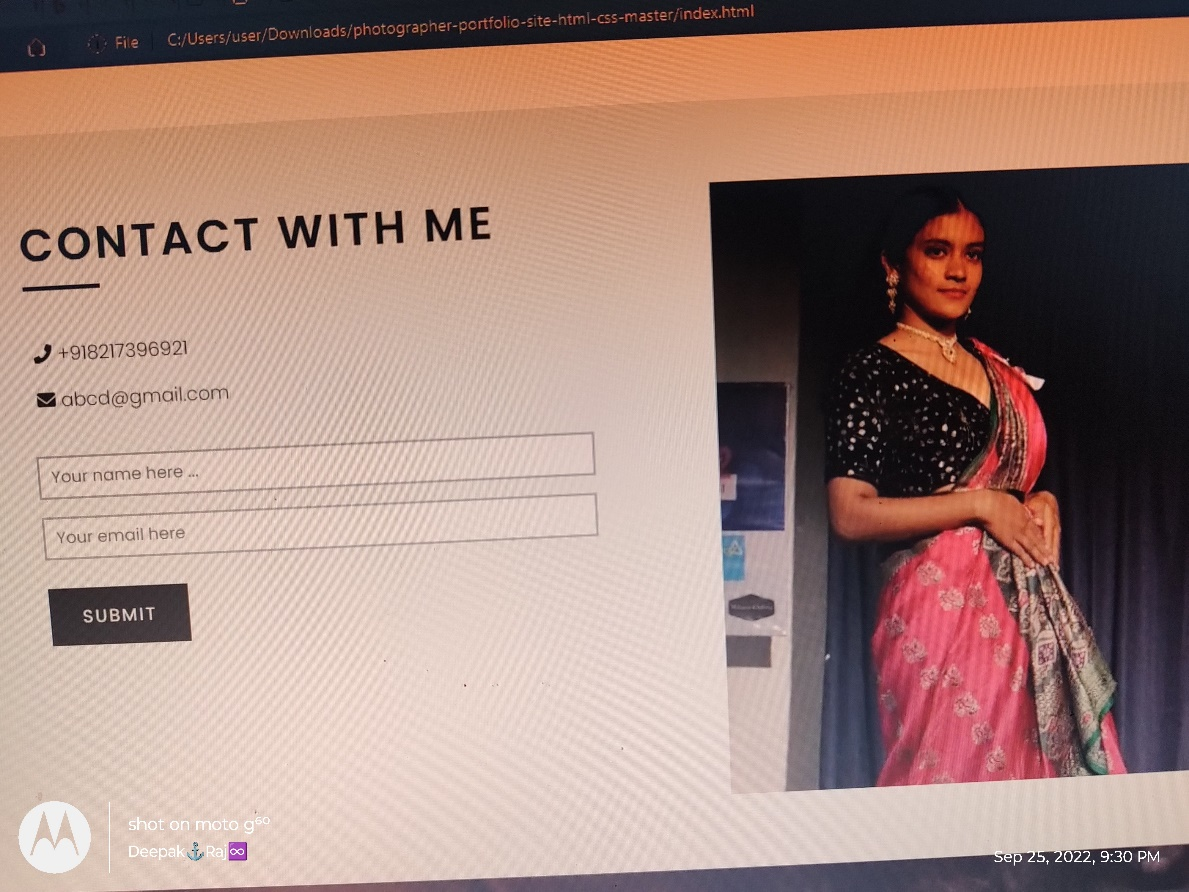 File C:/Users/user/Downloads/photographer-portfolio-site-html-css-master/index.html
CONTACT WITH ME
+918217396921
abcd@gmail.com
Your name here ...
Your email here
SUBMIT
shot on moto g⁶⁰
Deepak⚓Raj♾️
Sep 25, 2022, 9:30 PM